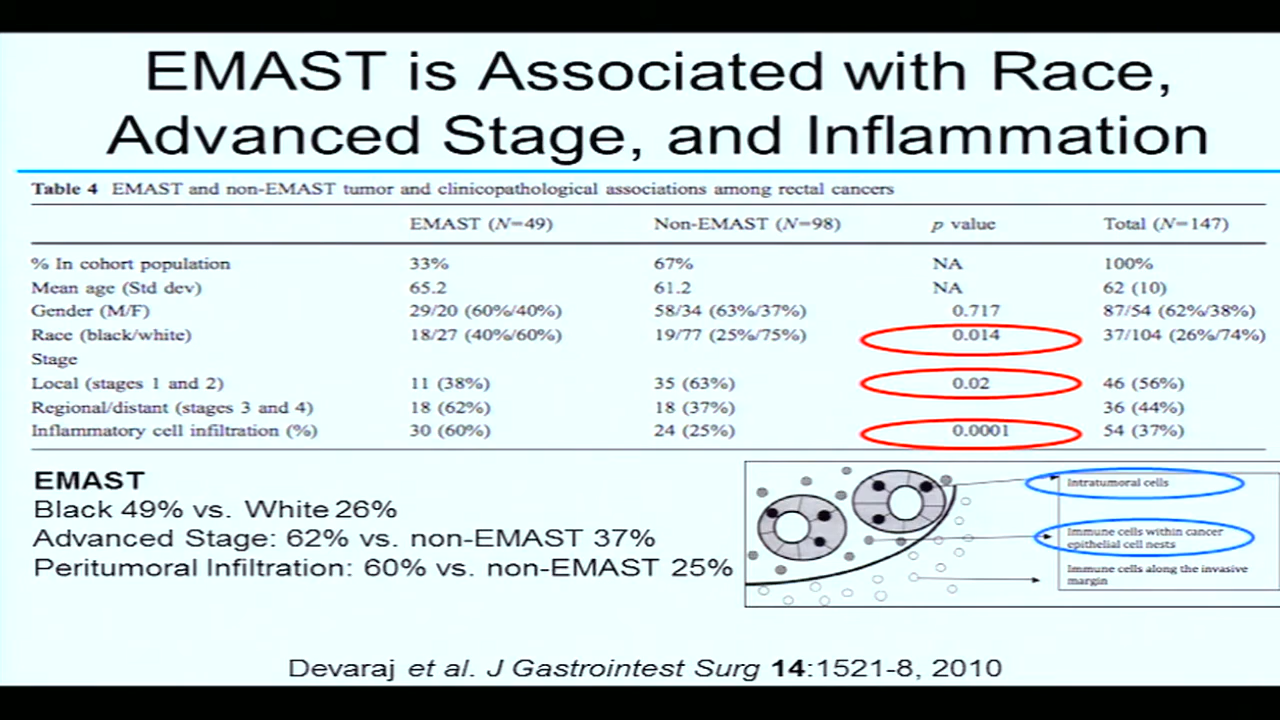 EMAST is Associated with Race,
Advanced Stage, and Inflammation
Table 4 EMAST and non-EMAST tumor and clinicopathological associations among rectal cancers
EMAST (N=49) Non-EMAST (N=98) p value Total (N=147)
% In cohort population 33% 67% NA 100%
Mean age (Std dev) 65.2 61.2 NA 62 (10)
Gender (M/F) 29/20 (60%/40%) 58/34 (63%/37%) 0.717 87/54 (62%/38%)
Race (black/white) 18/27 (40%/60%) 19/77 (25%/75%) 0.014 37/104 (26%/74%)
Stage
Local (stages 1 and 2) 11 (38%) 35 (63%) 0.02 46 (56%)
Regional/distant (stages 3 and 4) 18 (62%) 18 (37%) 36 (44%)
Inflammatory cell infiltration (%) 30 (60%) 24 (25%) 0.0001 54 (37%)
EMAST
Black 49% vs. White 26%
Advanced Stage: 62% vs. non-EMAST 37%
Peritumoral Infiltration: 60% vs. non-EMAST 25%
Intratumoral cells
Immune cells within cancer
epithelial cell nests
Immune cells along the invasive
margin
Devaraj et al. J Gastrointest Surg 14:1521-8, 2010